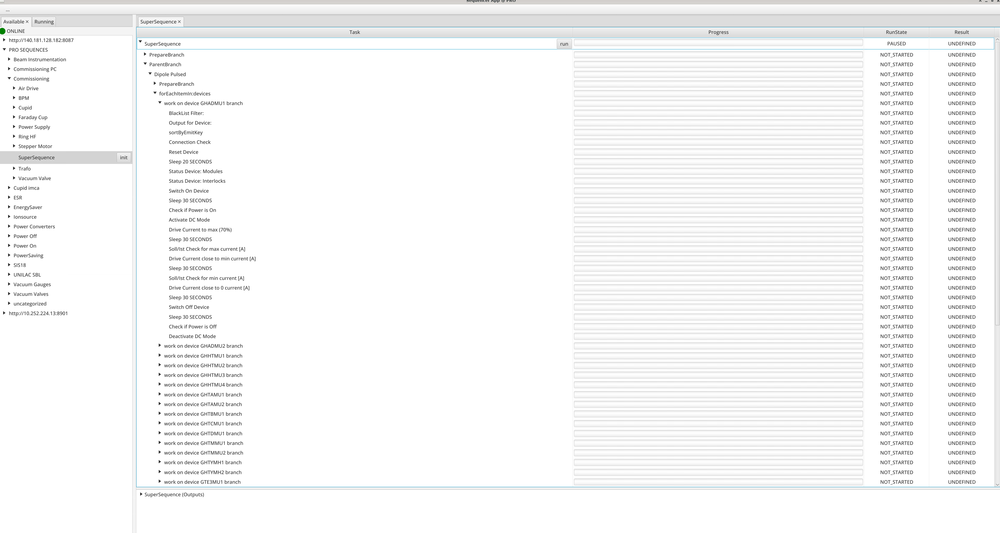 Sequencer App @ PRO
...
Available Running
ONLINE
http://140.181.128.182:8087
PRO SEQUENCES
Beam Instrumentation
Commissioning PC
Commissioning
Air Drive
BPM
Cupid
Faraday Cup
Power Supply
Ring HF
Stepper Motor
SuperSequence init
Trafo
Vacuum Valve
Cupid imca
ESR
EnergySaver
Ionsource
Power Converters
Power Off
Power On
PowerSaving
SIS18
UNILAC SBL
Vacuum Gauges
Vacuum Valves
uncategorized
http://10.252.224.13:8901
SuperSequence
Task Progress RunState Result
SuperSequence run PAUSED UNDEFINED
PrepareBranch NOT_STARTED UNDEFINED
ParentBranch NOT_STARTED UNDEFINED
Dipole Pulsed NOT_STARTED UNDEFINED
PrepareBranch NOT_STARTED UNDEFINED
forEachItemIn:devices NOT_STARTED UNDEFINED
work on device GHADMU1 branch NOT_STARTED UNDEFINED
BlackList Filter: NOT_STARTED UNDEFINED
Output for Device: NOT_STARTED UNDEFINED
sortByEmitKey NOT_STARTED UNDEFINED
Connection Check NOT_STARTED UNDEFINED
Reset Device NOT_STARTED UNDEFINED
Sleep 20 SECONDS NOT_STARTED UNDEFINED
Status Device: Modules NOT_STARTED UNDEFINED
Status Device: Interlocks NOT_STARTED UNDEFINED
Switch On Device NOT_STARTED UNDEFINED
Sleep 30 SECONDS NOT_STARTED UNDEFINED
Check if Power is On NOT_STARTED UNDEFINED
Activate DC Mode NOT_STARTED UNDEFINED
Drive Current to max (70%) NOT_STARTED UNDEFINED
Sleep 30 SECONDS NOT_STARTED UNDEFINED
Soll/Ist Check for max current [A] NOT_STARTED UNDEFINED
Drive Current close to min current [A] NOT_STARTED UNDEFINED
Sleep 30 SECONDS NOT_STARTED UNDEFINED
Soll/Ist Check for min current [A] NOT_STARTED UNDEFINED
Drive Current close to 0 current [A] NOT_STARTED UNDEFINED
Sleep 30 SECONDS NOT_STARTED UNDEFINED
Switch Off Device NOT_STARTED UNDEFINED
Sleep 30 SECONDS NOT_STARTED UNDEFINED
Check if Power is Off NOT_STARTED UNDEFINED
Deactivate DC Mode NOT_STARTED UNDEFINED
work on device GHADMU2 branch NOT_STARTED UNDEFINED
work on device GHHTMU1 branch NOT_STARTED UNDEFINED
work on device GHHTMU2 branch NOT_STARTED UNDEFINED
work on device GHHTMU3 branch NOT_STARTED UNDEFINED
work on device GHHTMU4 branch NOT_STARTED UNDEFINED
work on device GHTAMU1 branch NOT_STARTED UNDEFINED
work on device GHTAMU2 branch NOT_STARTED UNDEFINED
work on device GHTBMU1 branch NOT_STARTED UNDEFINED
work on device GHTCMU1 branch NOT_STARTED UNDEFINED
work on device GHTDMU1 branch NOT_STARTED UNDEFINED
work on device GHTMMU1 branch NOT_STARTED UNDEFINED
work on device GHTMMU2 branch NOT_STARTED UNDEFINED
work on device GHTYMH1 branch NOT_STARTED UNDEFINED
work on device GHTYMH2 branch NOT_STARTED UNDEFINED
work on device GTE3MU1 branch NOT_STARTED UNDEFINED
SuperSequence (Outputs)